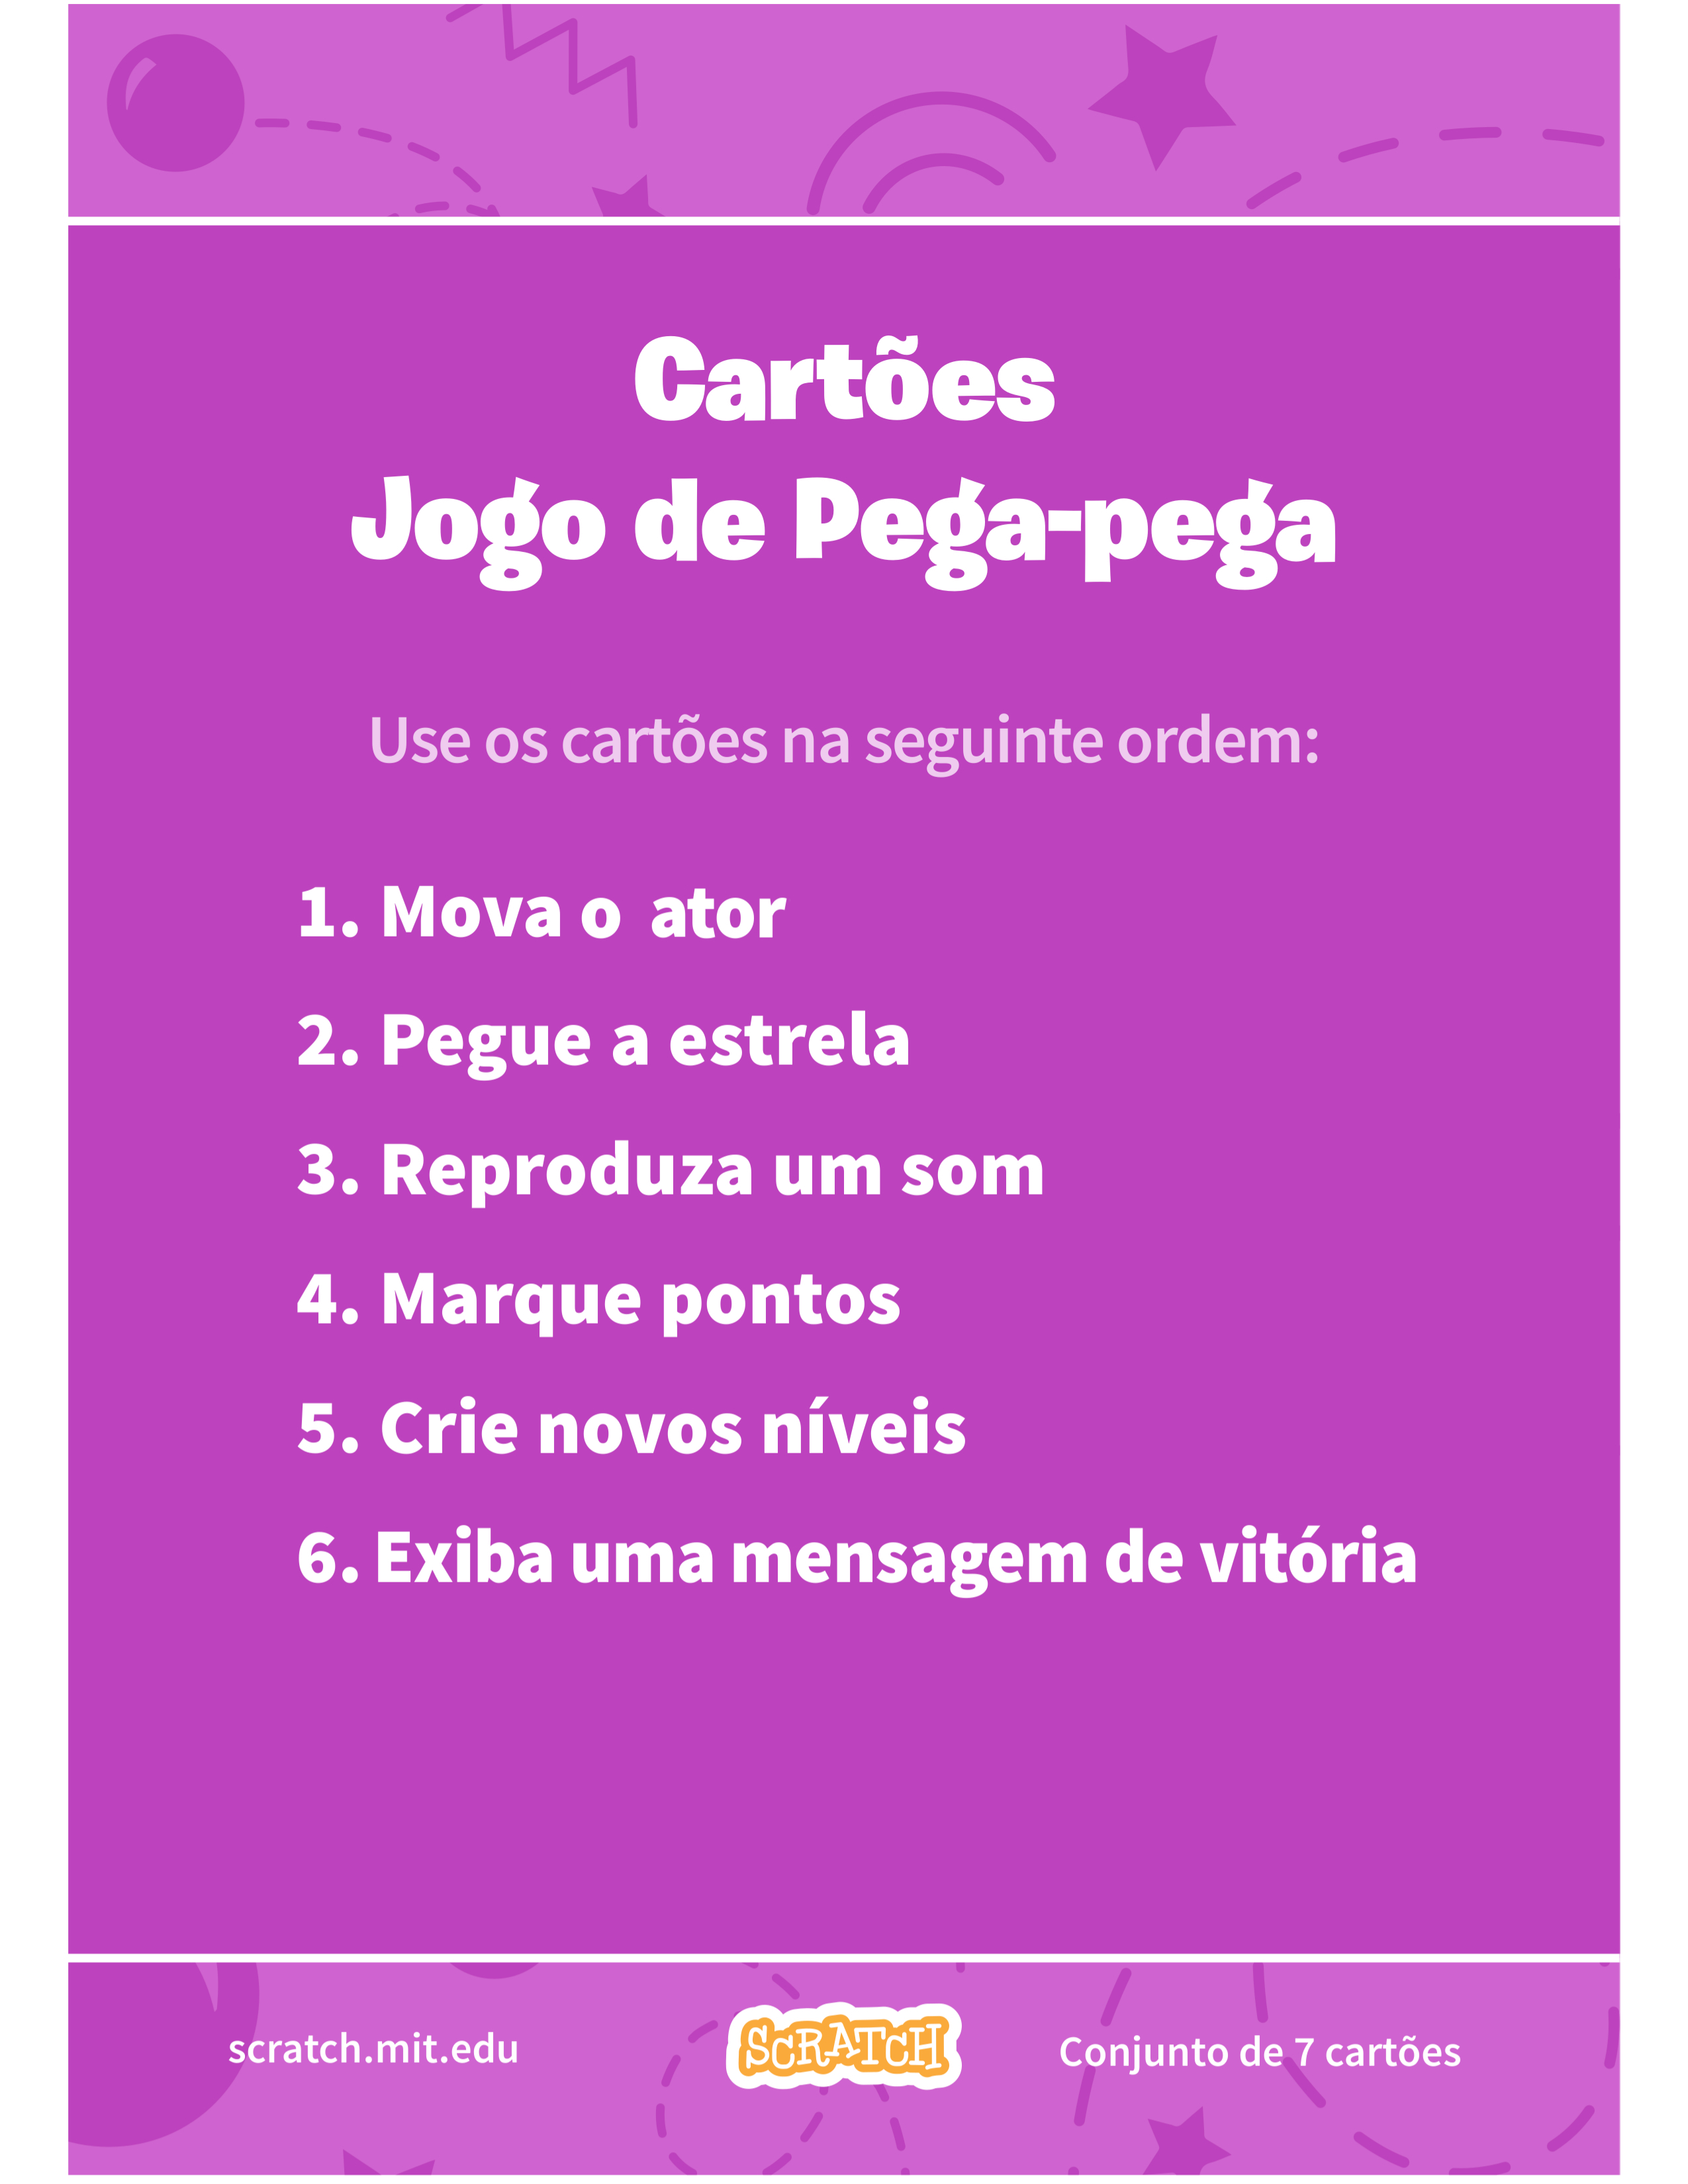 Cartões
Jogo de Pega-pega
Use os cartões na seguinte ordem:
1. Mova o ator
2. Pegue a estrela
3. Reproduza um som
4. Marque pontos
5. Crie novos níveis
6. Exiba uma mensagem de vitória
scratch.mit.edu
SCRATCH
Conjunto de 7 cartões